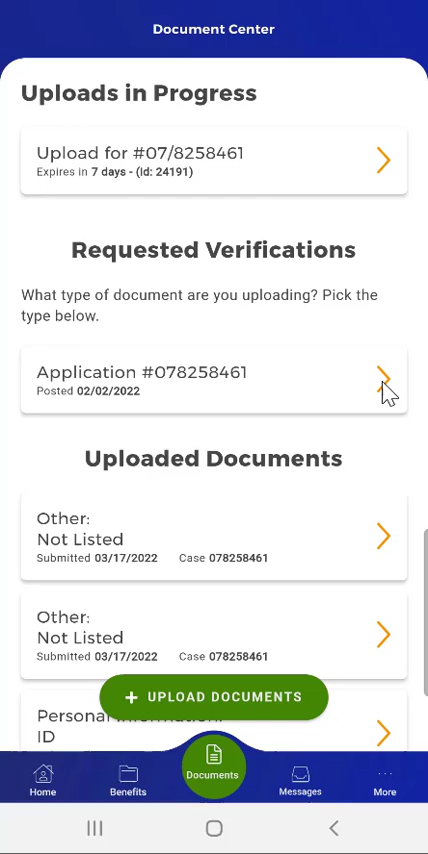 Document Center
Uploads in Progress
Upload for #07/8258461
Expires in 7 days - (Id: 24191)
Requested Verifications
What type of document are you uploading? Pick the
type below.
Application #078258461
Posted 02/02/2022
Uploaded Documents
Other:
Not Listed
Submitted 03/17/2022 Case 078258461
Other:
Not Listed
Submitted 03/17/2022 Case 078258461
+ UPLOAD DOCUMENTS
Personal Information:
ID
Home
Benefits
Documents
Messages
More